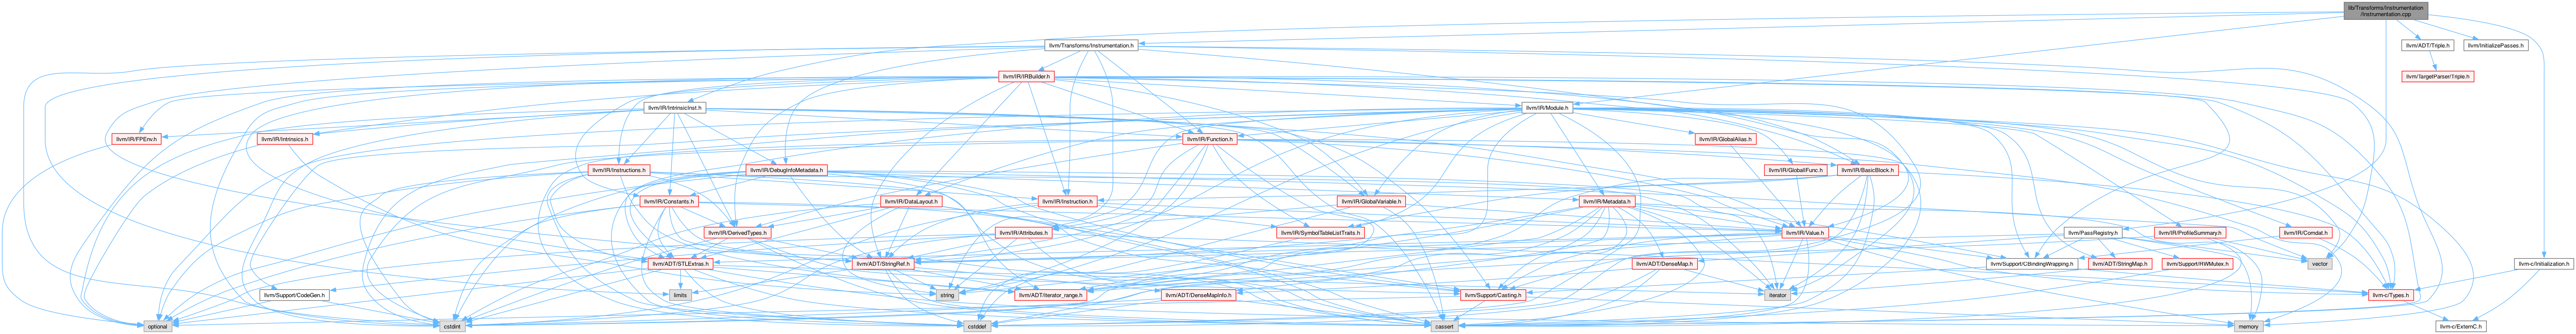 lib/Transforms/Instrumentation
/Instrumentation.cpp
llvm/Transforms/Instrumentation.h
llvm/ADT/Triple.h
llvm/InitializePasses.h
llvm/IR/IRBuilder.h
llvm/TargetParser/Triple.h
llvm/IR/IntrinsicInst.h
llvm/IR/Module.h
llvm/IR/FPEnv.h
llvm/IR/Intrinsics.h
llvm/IR/Function.h
llvm/IR/GlobalAlias.h
llvm/IR/Instructions.h
llvm/IR/DebugInfoMetadata.h
llvm/IR/GlobalIFunc.h
llvm/IR/BasicBlock.h
llvm/IR/Constants.h
llvm/IR/DataLayout.h
llvm/IR/Instruction.h
llvm/IR/GlobalVariable.h
llvm/IR/Metadata.h
llvm/IR/DerivedTypes.h
llvm/IR/Attributes.h
llvm/IR/SymbolTableListTraits.h
llvm/IR/Value.h
llvm/PassRegistry.h
llvm/IR/ProfileSummary.h
llvm/IR/Comdat.h
llvm/ADT/STLExtras.h
llvm/ADT/StringRef.h
llvm/ADT/DenseMap.h
llvm/Support/CBindingWrapping.h
llvm/ADT/StringMap.h
llvm/Support/HWMutex.h
vector
llvm-c/Initialization.h
llvm/Support/CodeGen.h
limits
string
llvm/ADT/iterator_range.h
llvm/ADT/DenseMapInfo.h
llvm/Support/Casting.h
iterator
llvm-c/Types.h
optional
cstdint
cstddef
cassert
memory
llvm-c/ExternC.h